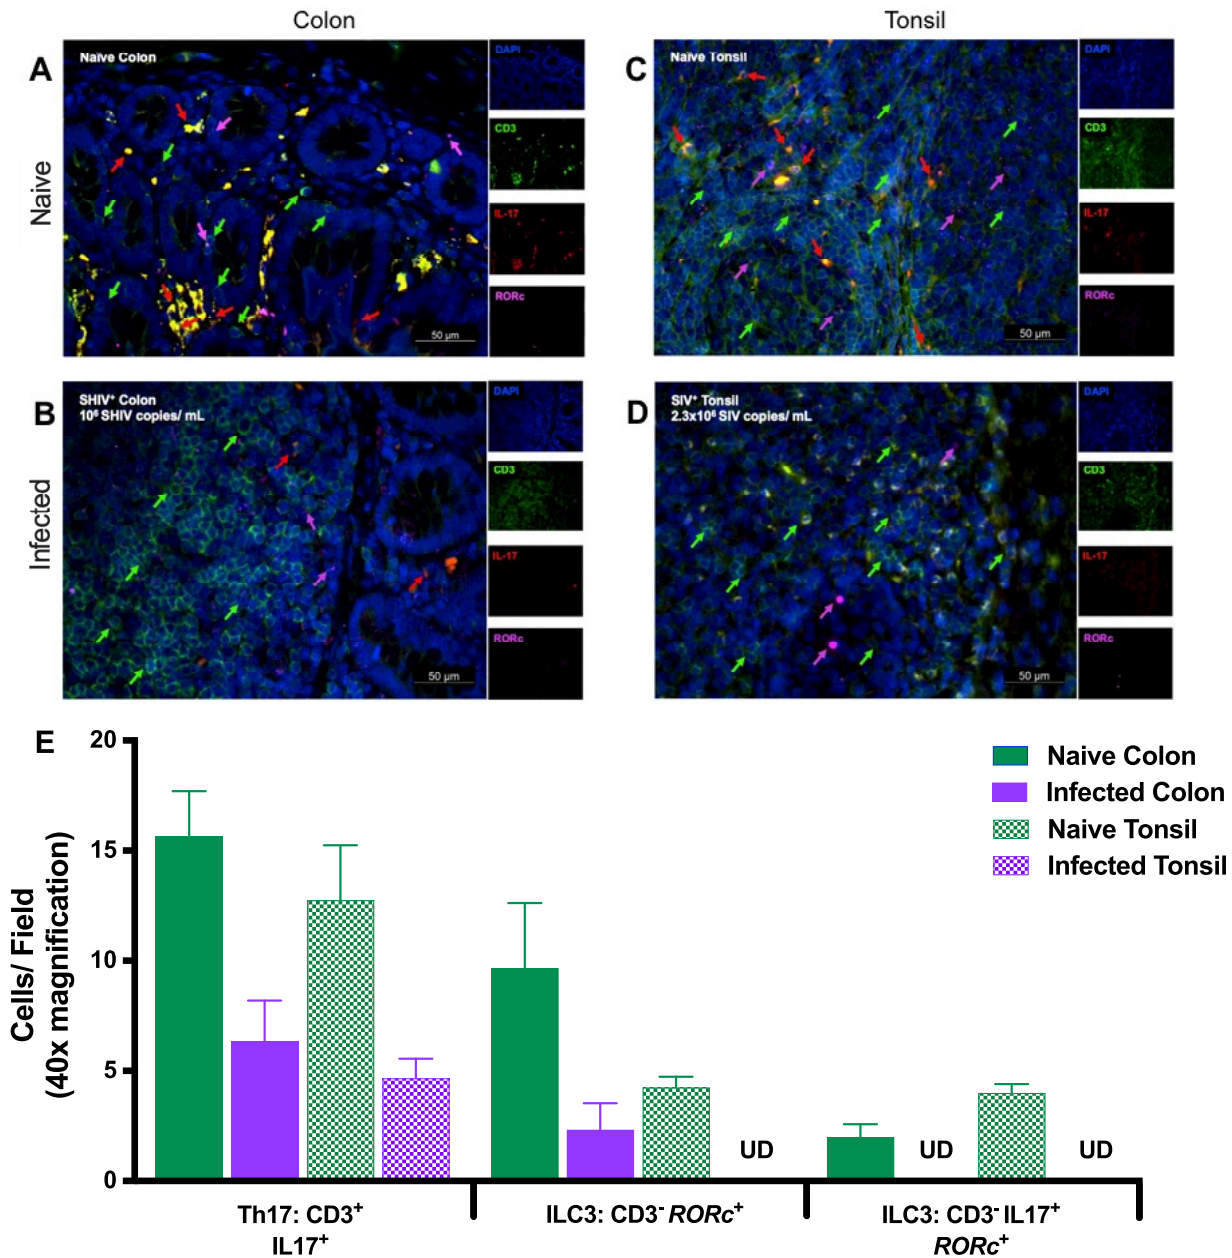 Colon
Tonsil
Naive
Infected
A
Naïve Colon
DAPI
CD3
IL-17
RORc
50 µm
C
Naïve Tonsil
DAPI
CD3
IL-17
RORc
50 µm
B
SHIV⁺ Colon
10⁶ SHIV copies/ mL
DAPI
CD3
IL-17
RORc
50 µm
D
SIV⁺ Tonsil
2.3x10⁶ SIV copies/ mL
DAPI
CD3
IL-17
RORc
50 µm
E
Cells/ Field
(40x magnification)
20
15
10
5
0
Naive Colon
Infected Colon
Naive Tonsil
Infected Tonsil
UD
UD
UD
Th17: CD3⁺
IL17⁺
ILC3: CD3⁻ RORc⁺
ILC3: CD3⁻ IL17⁺
RORc⁺